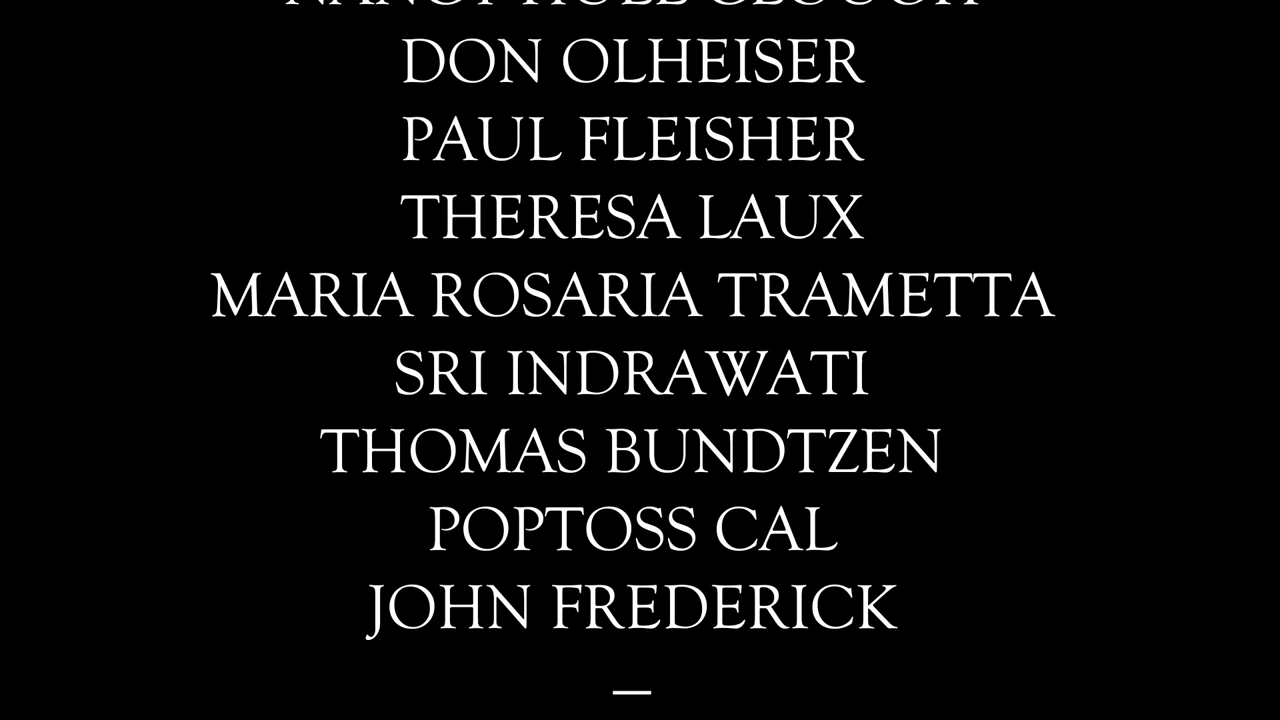 DON OLHEISER
PAUL FLEISHER
THERESA LAUX
MARIA ROSARIA TRAMETTA
SRI INDRAWATI
THOMAS BUNDTZEN
POPTOSS CAL
JOHN FREDERICK